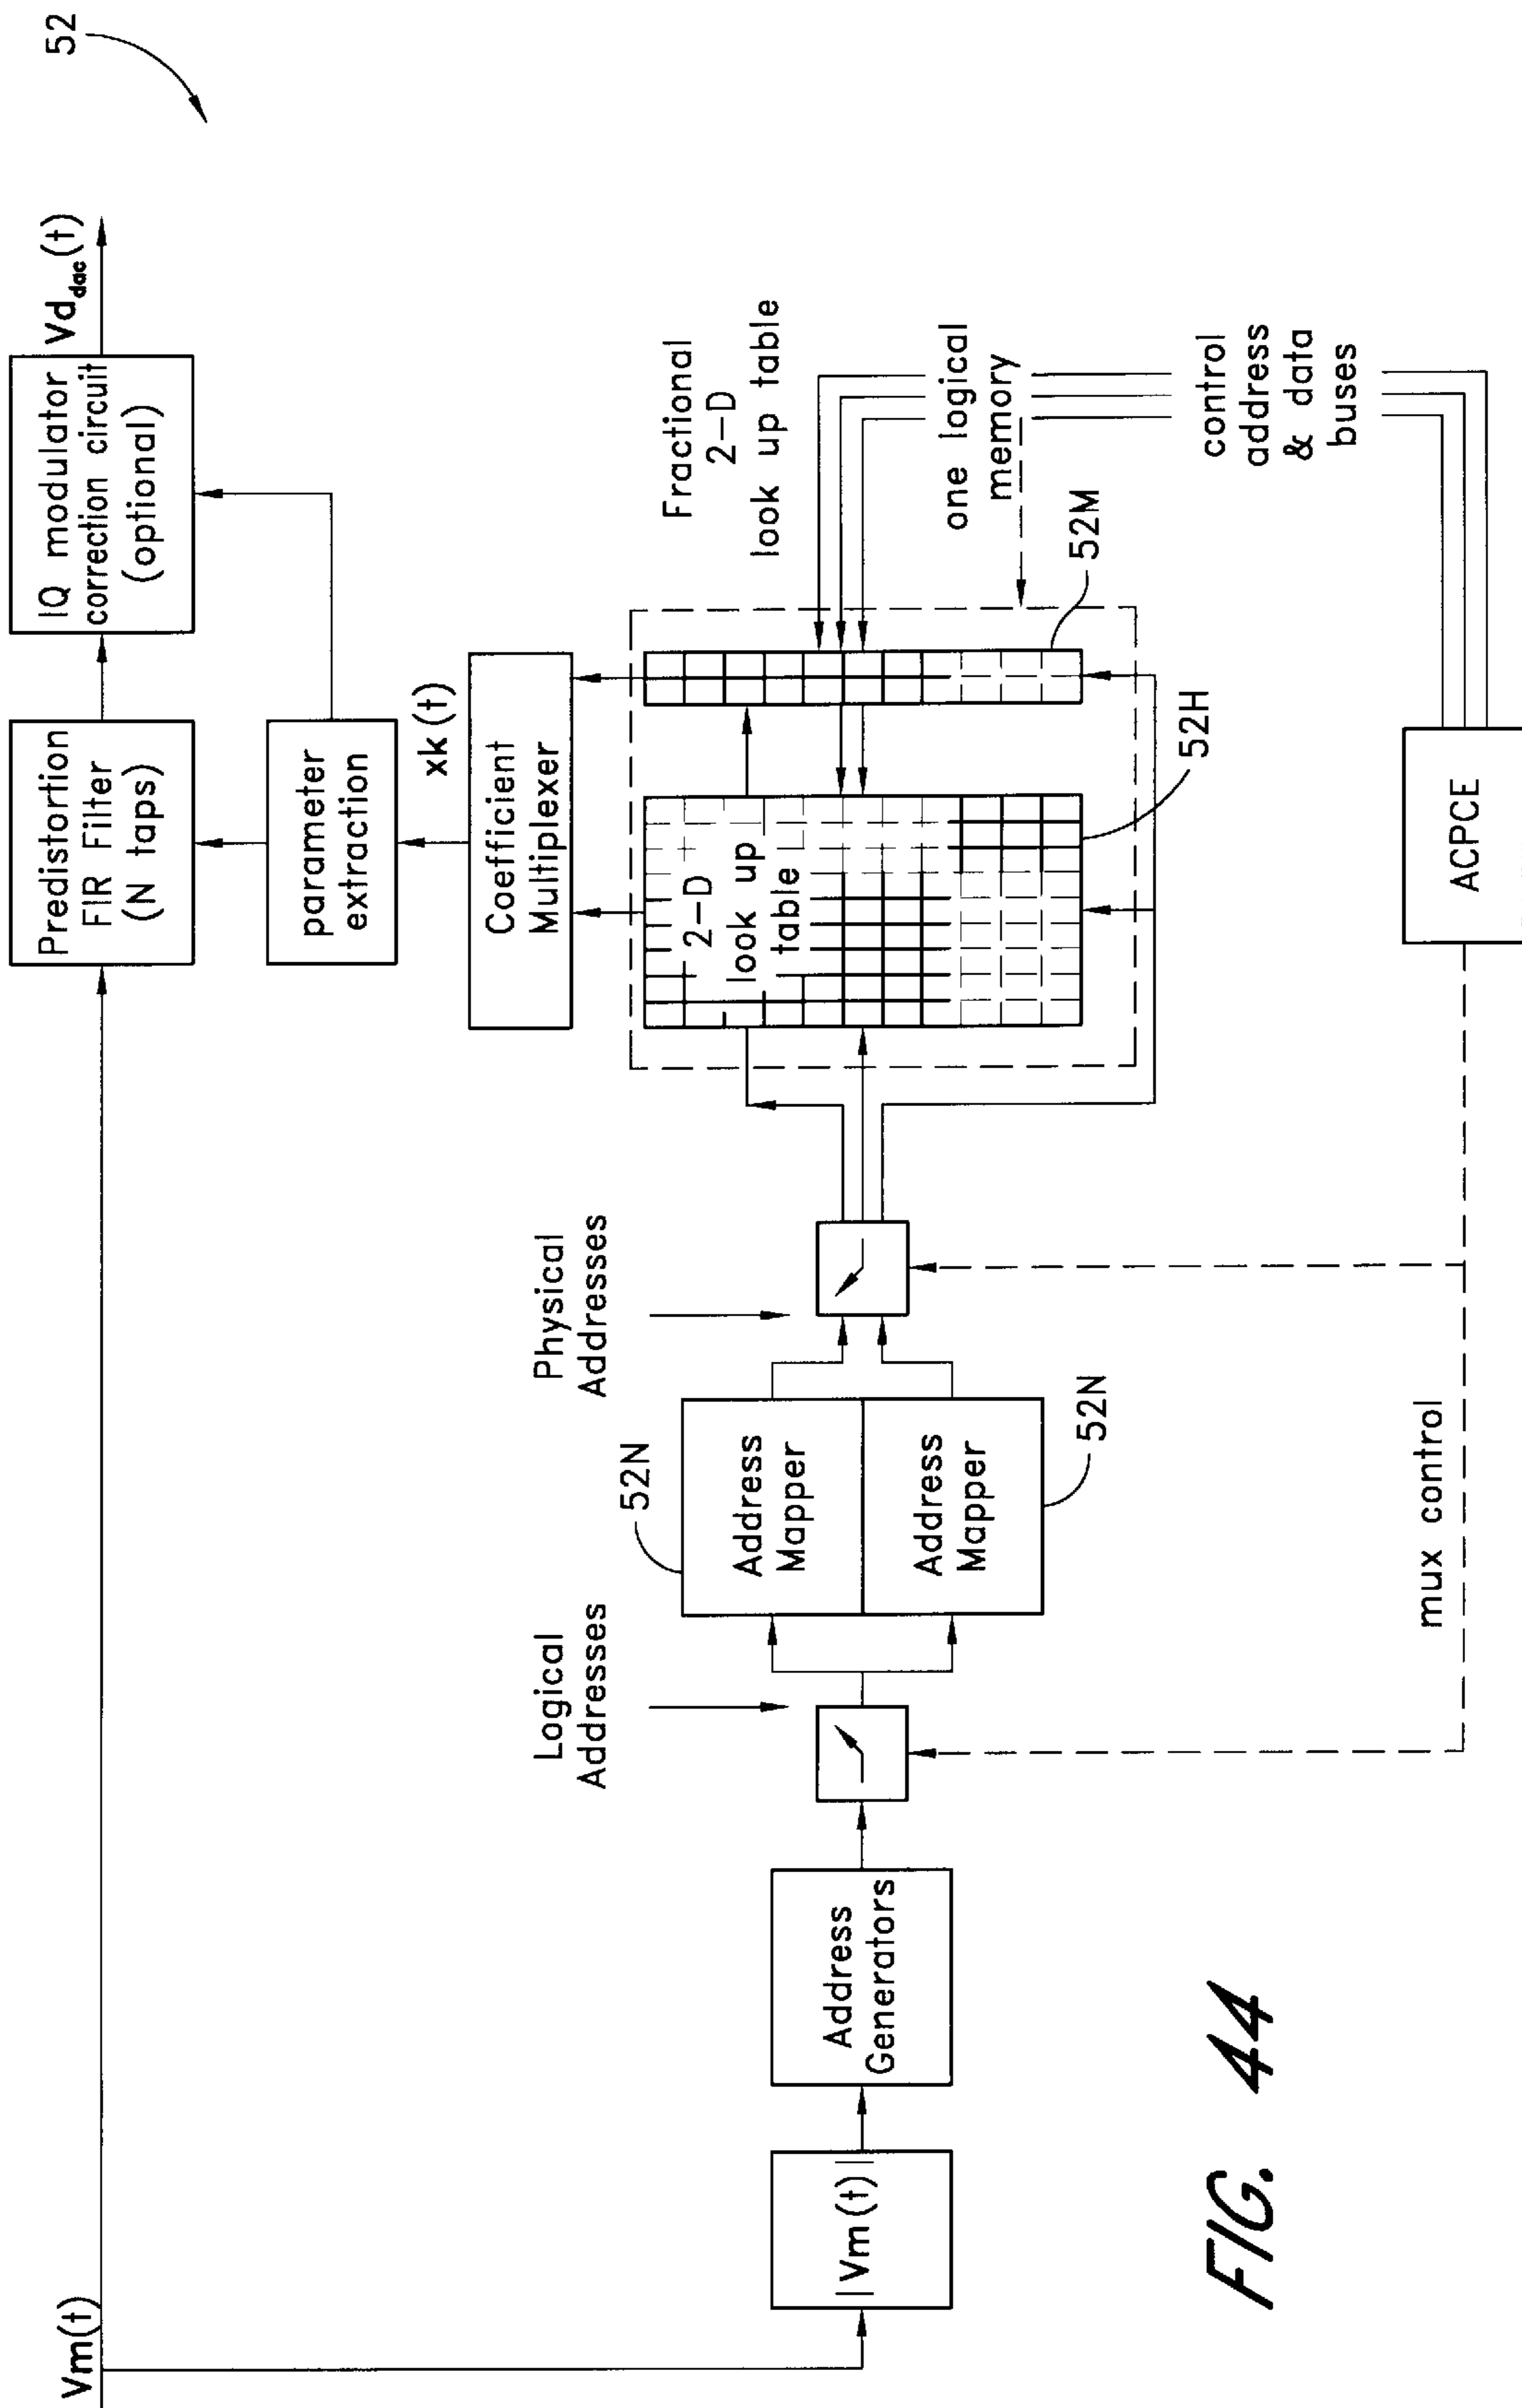 52
Vm(t)
Predistortion
FIR Filter
(N taps)
IQ modulator
correction circuit
(optional)
Vd_dac(t)
parameter
extraction
xk(t)
Coefficient
Multiplexer
Fractional
2-D
look up table
2-D
look up
table
one logical
memory
52M
52H
control
address
& data
buses
Logical
Addresses
Physical
Addresses
52N
Address
Mapper
Address
Mapper
52N
|Vm(t)|
Address
Generators
mux control
ACPCE
FIG. 44